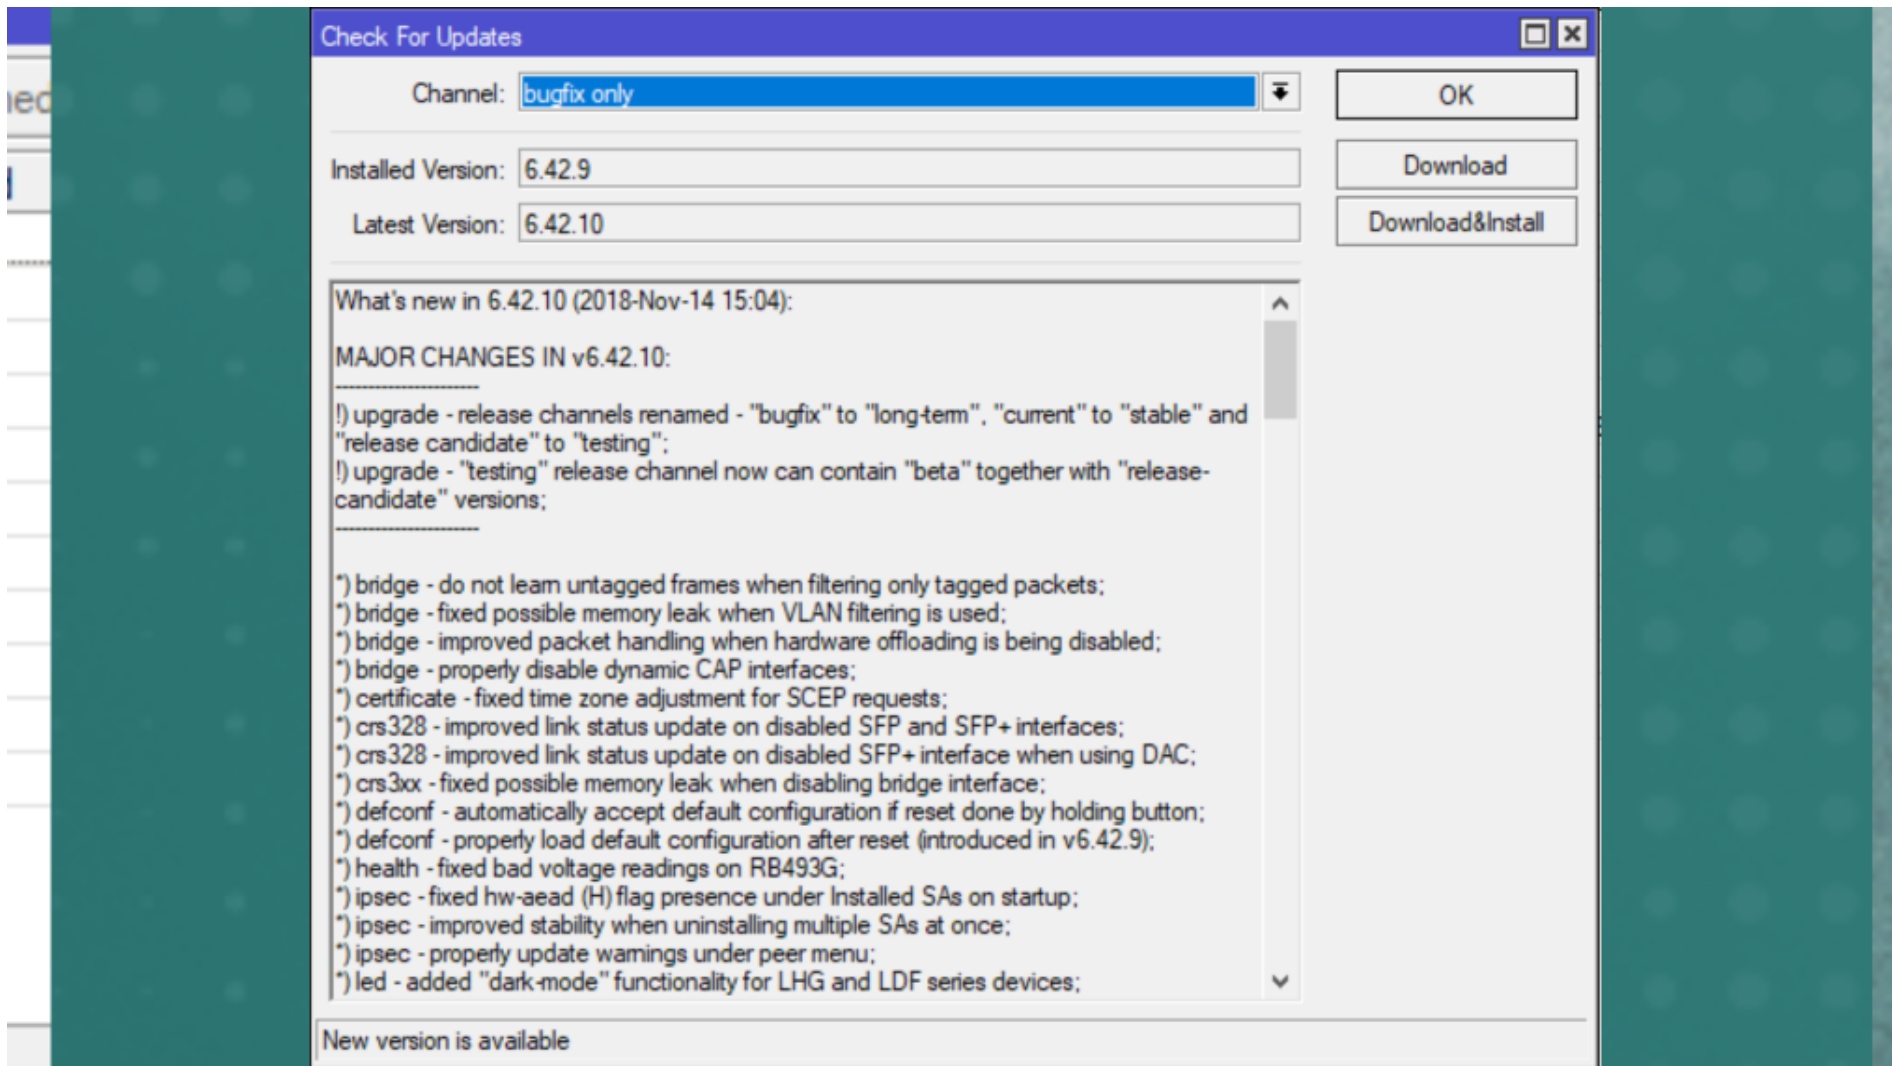 Check For Updates
ned
Channel: bugfix only
OK
Installed Version: 6.42.9
Download
Latest Version: 6.42.10
Download&Install
What's new in 6.42.10 (2018-Nov-14 15:04):
MAJOR CHANGES IN v6.42.10:
----------------------
!) upgrade - release channels renamed - "bugfix" to "long-term", "current" to "stable" and
"release candidate" to "testing";
!) upgrade - "testing" release channel now can contain "beta" together with "release-
candidate" versions;
----------------------
*) bridge - do not learn untagged frames when filtering only tagged packets;
*) bridge - fixed possible memory leak when VLAN filtering is used;
*) bridge - improved packet handling when hardware offloading is being disabled;
*) bridge - properly disable dynamic CAP interfaces;
*) certificate - fixed time zone adjustment for SCEP requests;
*) crs328 - improved link status update on disabled SFP and SFP+ interfaces;
*) crs328 - improved link status update on disabled SFP+ interface when using DAC;
*) crs3xx - fixed possible memory leak when disabling bridge interface;
*) defconf - automatically accept default configuration if reset done by holding button;
*) defconf - properly load default configuration after reset (introduced in v6.42.9);
*) health - fixed bad voltage readings on RB493G;
*) ipsec - fixed hw-aead (H) flag presence under Installed SAs on startup;
*) ipsec - improved stability when uninstalling multiple SAs at once;
*) ipsec - properly update warnings under peer menu;
*) led - added "dark-mode" functionality for LHG and LDF series devices;
New version is available